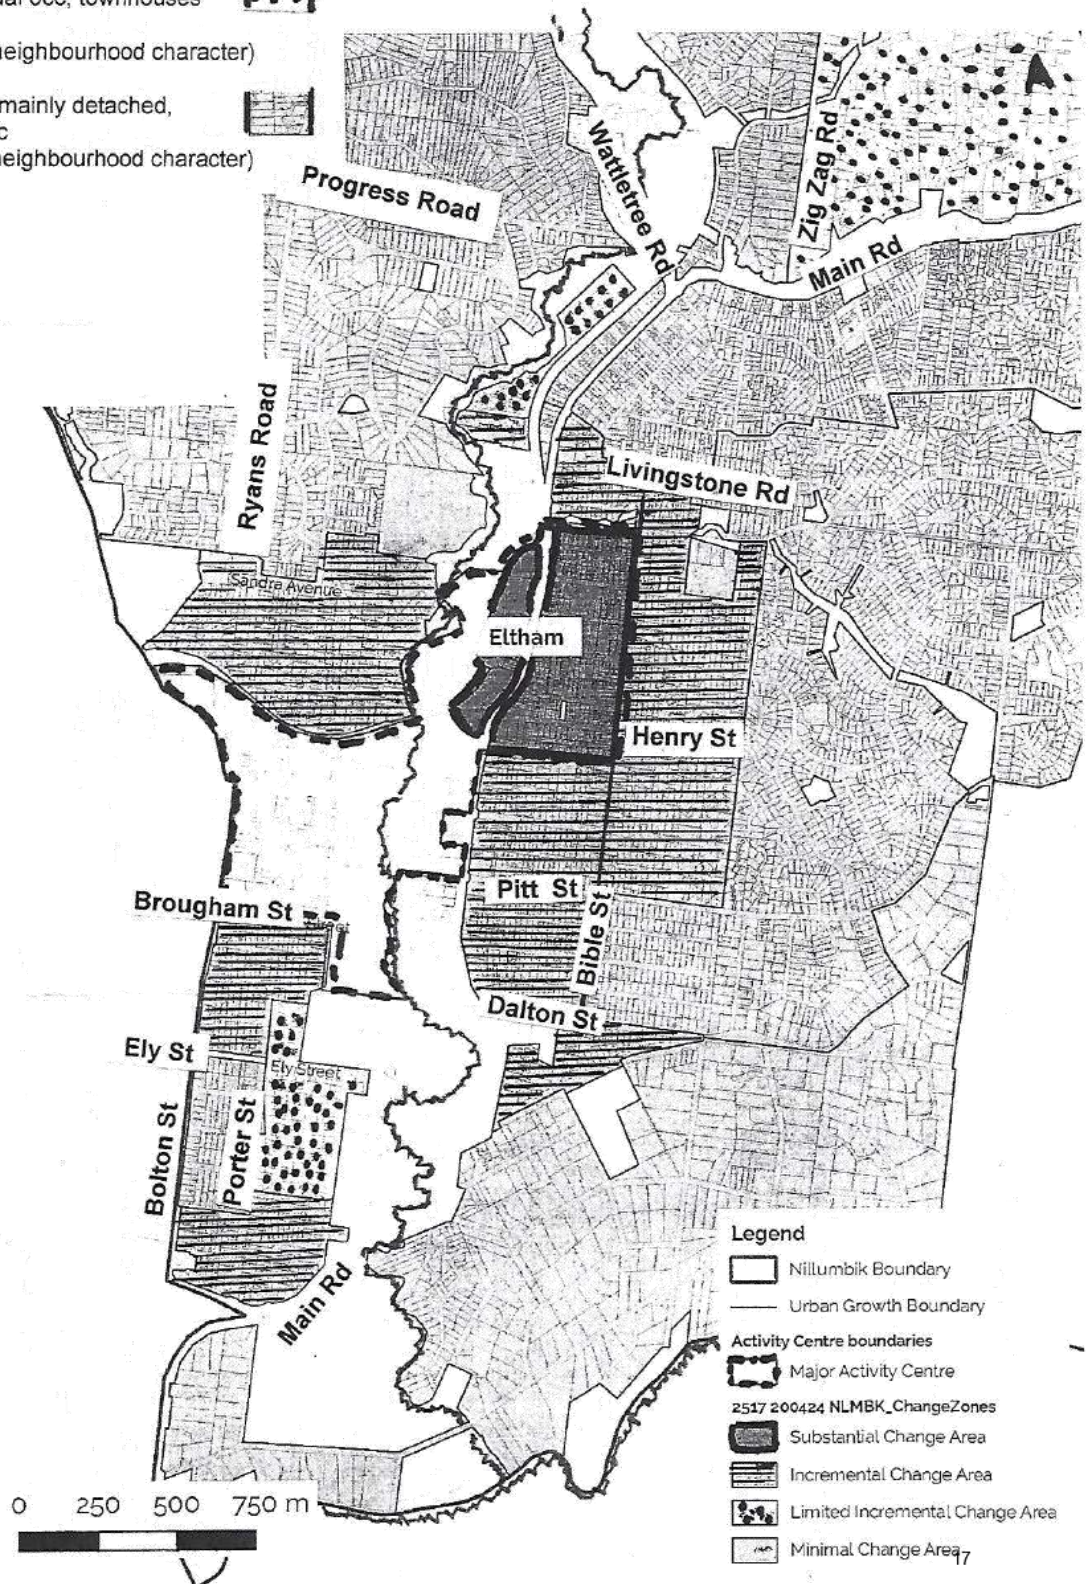 townhouses
neighbourhood character)
mainly detached,
neighbourhood character)
Progress Road
Wattletree Rd
Zig Zag Rd
Main Rd
Ryans Road
Livingstone Rd
Sandra Avenue
Eltham
Henry St
Brougham St
Street
Pitt St
Bible St
Dalton St
Ely St
Ely Street
Bolton St
Porter St
Main Rd
Legend
Nillumbik Boundary
Urban Growth Boundary
Activity Centre boundaries
Major Activity Centre
2517 200424 NLMBK_ChangeZones
Substantial Change Area
Incremental Change Area
Limited Incremental Change Area
Minimal Change Area
17
0 250 500 750 m